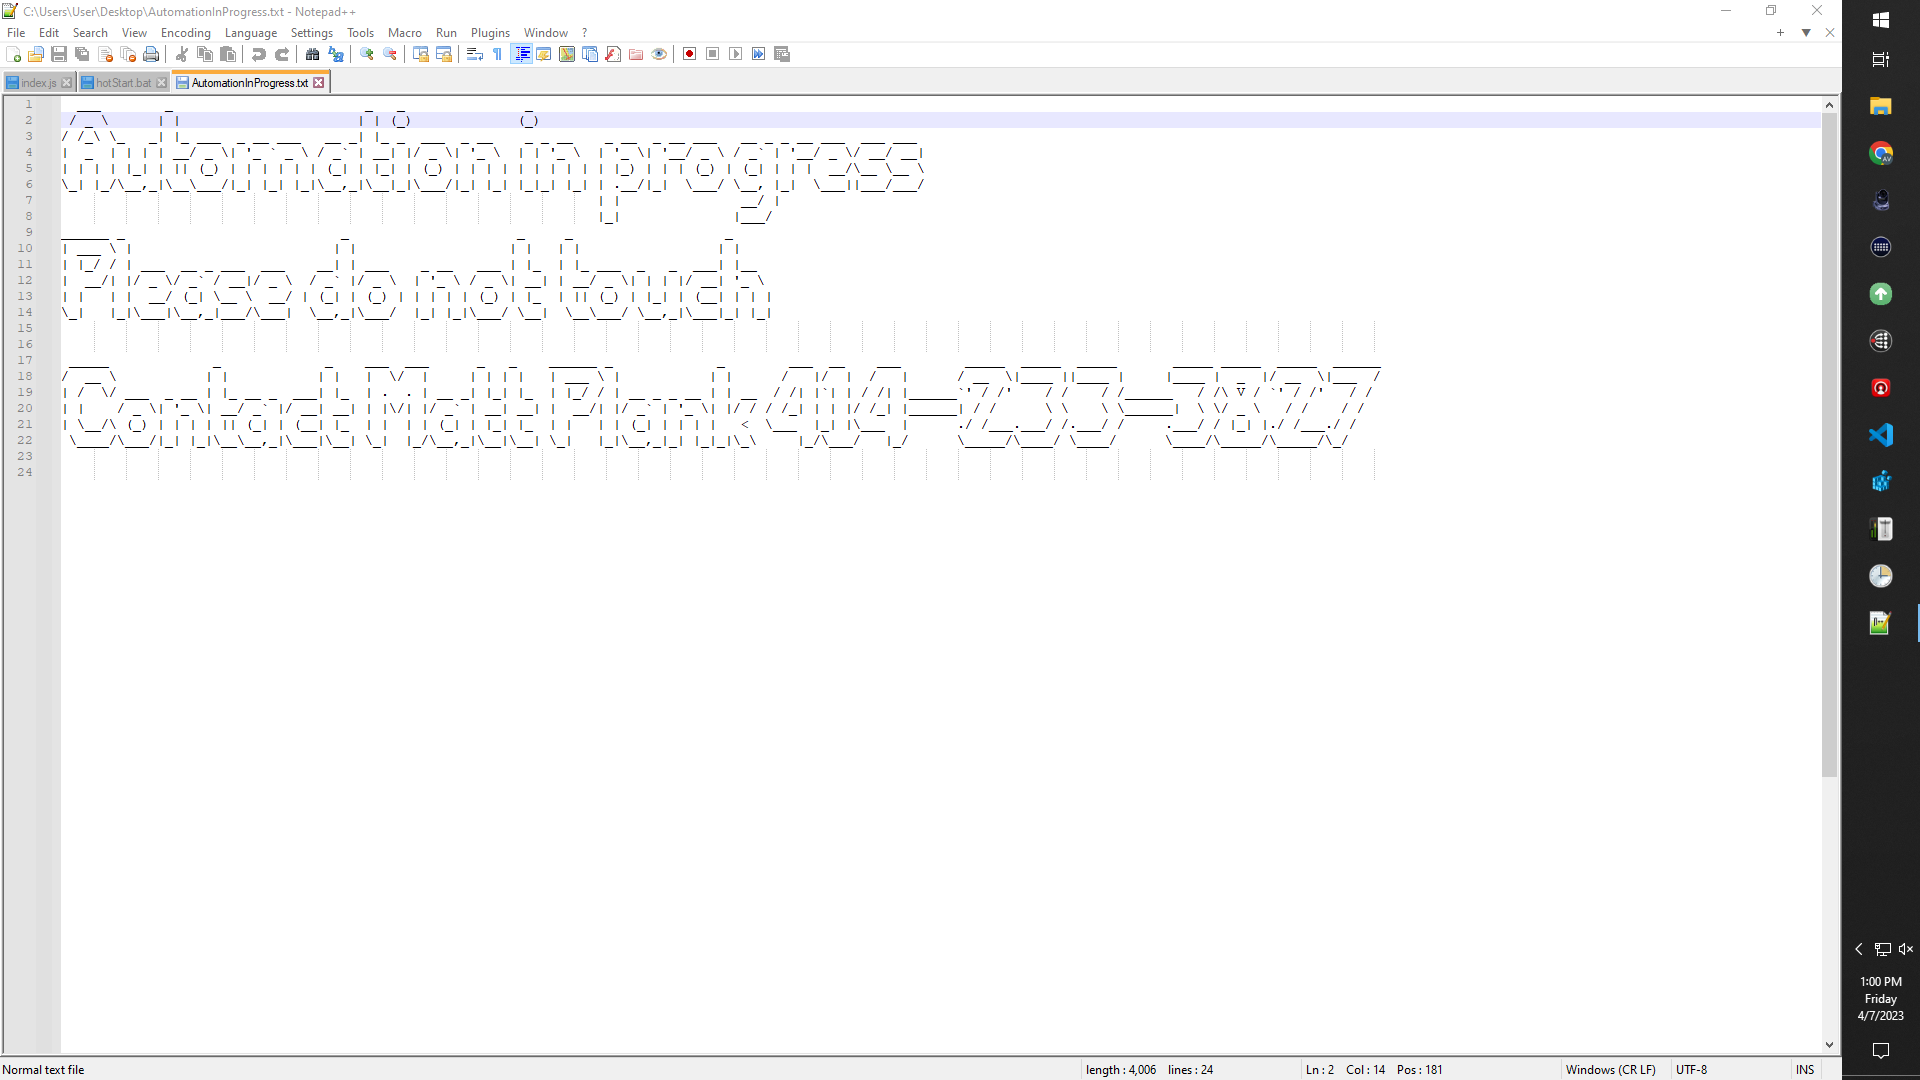 C:\Users\User\Desktop\AutomationInProgress.txt - Notepad++
File Edit Search View Encoding Language Settings Tools Macro Run Plugins Window ?
index.js hotStart.bat AutomationInProgress.txt
1
2
3
4
5
6
7
8
9
10
11
12
13
14
15
16
17
18
19
20
21
22
23
24
Automation in progress
Please do not touch
Contact Matt Plank 414-233-3827
1:00 PM
Friday
4/7/2023
Normal text file length : 4,006 lines : 24 Ln : 2 Col : 14 Pos : 181 Windows (CR LF) UTF-8 INS